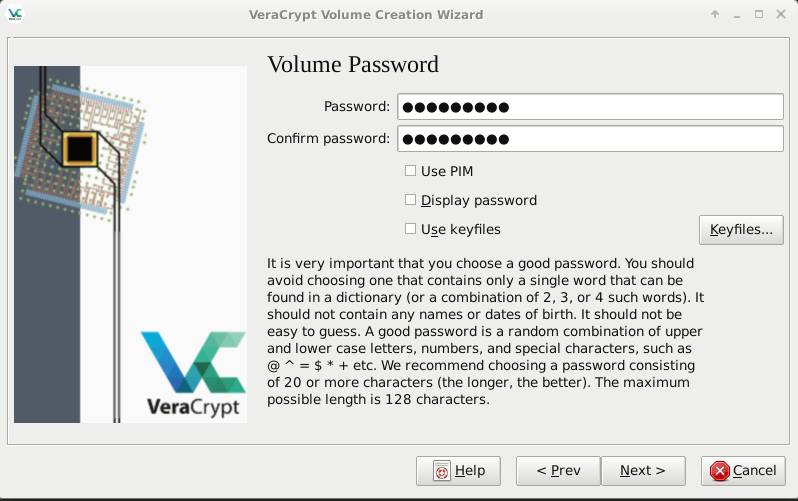 VeraCrypt Volume Creation Wizard
Volume Password
Password: ●●●●●●●●●
Confirm password: ●●●●●●●●●
Use PIM
Display password
Use keyfiles
Keyfiles...
It is very important that you choose a good password. You should
avoid choosing one that contains only a single word that can be
found in a dictionary (or a combination of 2, 3, or 4 such words). It
should not contain any names or dates of birth. It should not be
easy to guess. A good password is a random combination of upper
and lower case letters, numbers, and special characters, such as
@ ^ = $ * + etc. We recommend choosing a password consisting
of 20 or more characters (the longer, the better). The maximum
possible length is 128 characters.
VeraCrypt
Help
< Prev
Next >
Cancel